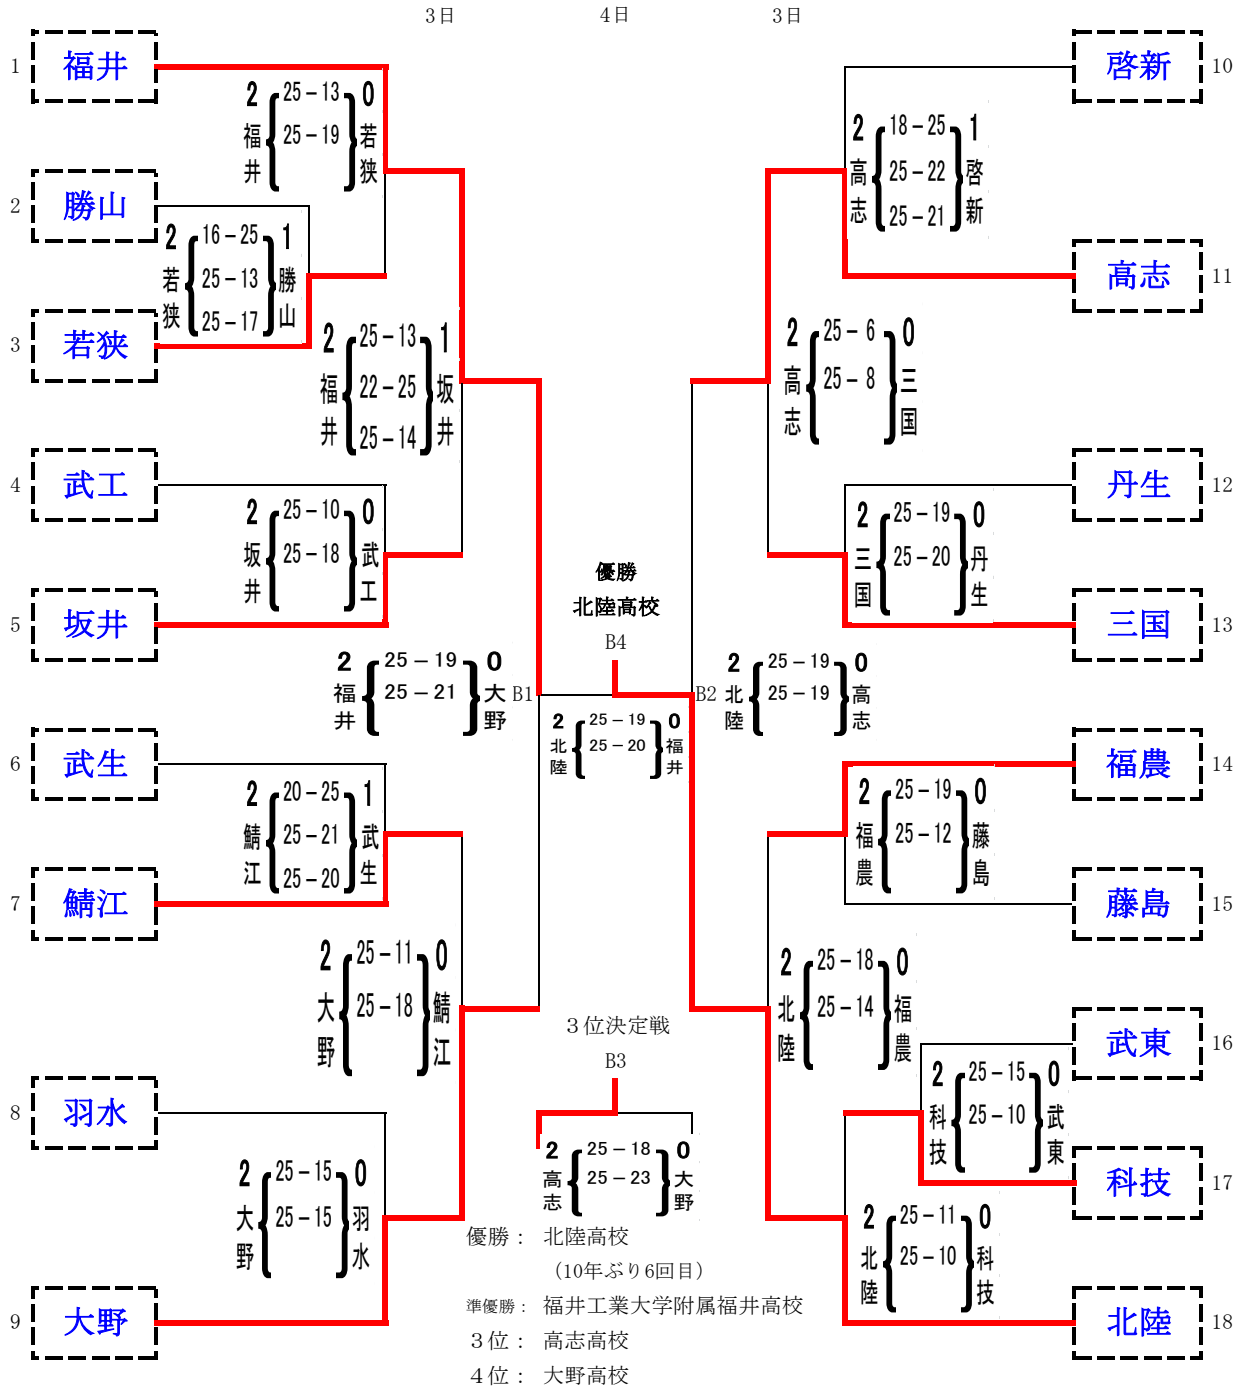 3日 4日 3日
1 福井
2 勝山
3 若狭
4 武工
5 坂井
6 武生
7 鯖江
8 羽水
9 大野
啓新 10
高志 11
丹生 12
三国 13
福農 14
藤島 15
武東 16
科技 17
北陸 18
2 福井 25－13 0 若狭
25－19
2 若狭 16－25 1 勝山
25－13
25－17
2 福井 25－13 1 坂井
22－25
25－14
2 坂井 25－10 0 武工
25－18
2 福井 25－19 0 大野
25－21
B1
2 鯖江 20－25 1 武生
25－21
25－20
2 大野 25－11 0 鯖江
25－18
2 大野 25－15 0 羽水
25－15
2 高志 18－25 1 啓新
25－22
25－21
2 高志 25－6 0 三国
25－8
2 三国 25－19 0 丹生
25－20
B2
2 北陸 25－19 0 高志
25－19
2 福農 25－19 0 藤島
25－12
2 北陸 25－18 0 福農
25－14
2 科技 25－15 0 武東
25－10
2 北陸 25－11 0 科技
25－10
優勝
北陸高校
B4
2 北陸 25－19 0 福井
25－20
３位決定戦
B3
2 高志 25－18 0 大野
25－23
優勝： 北陸高校
（10年ぶり6回目）
準優勝： 福井工業大学附属福井高校
３位： 高志高校
４位： 大野高校